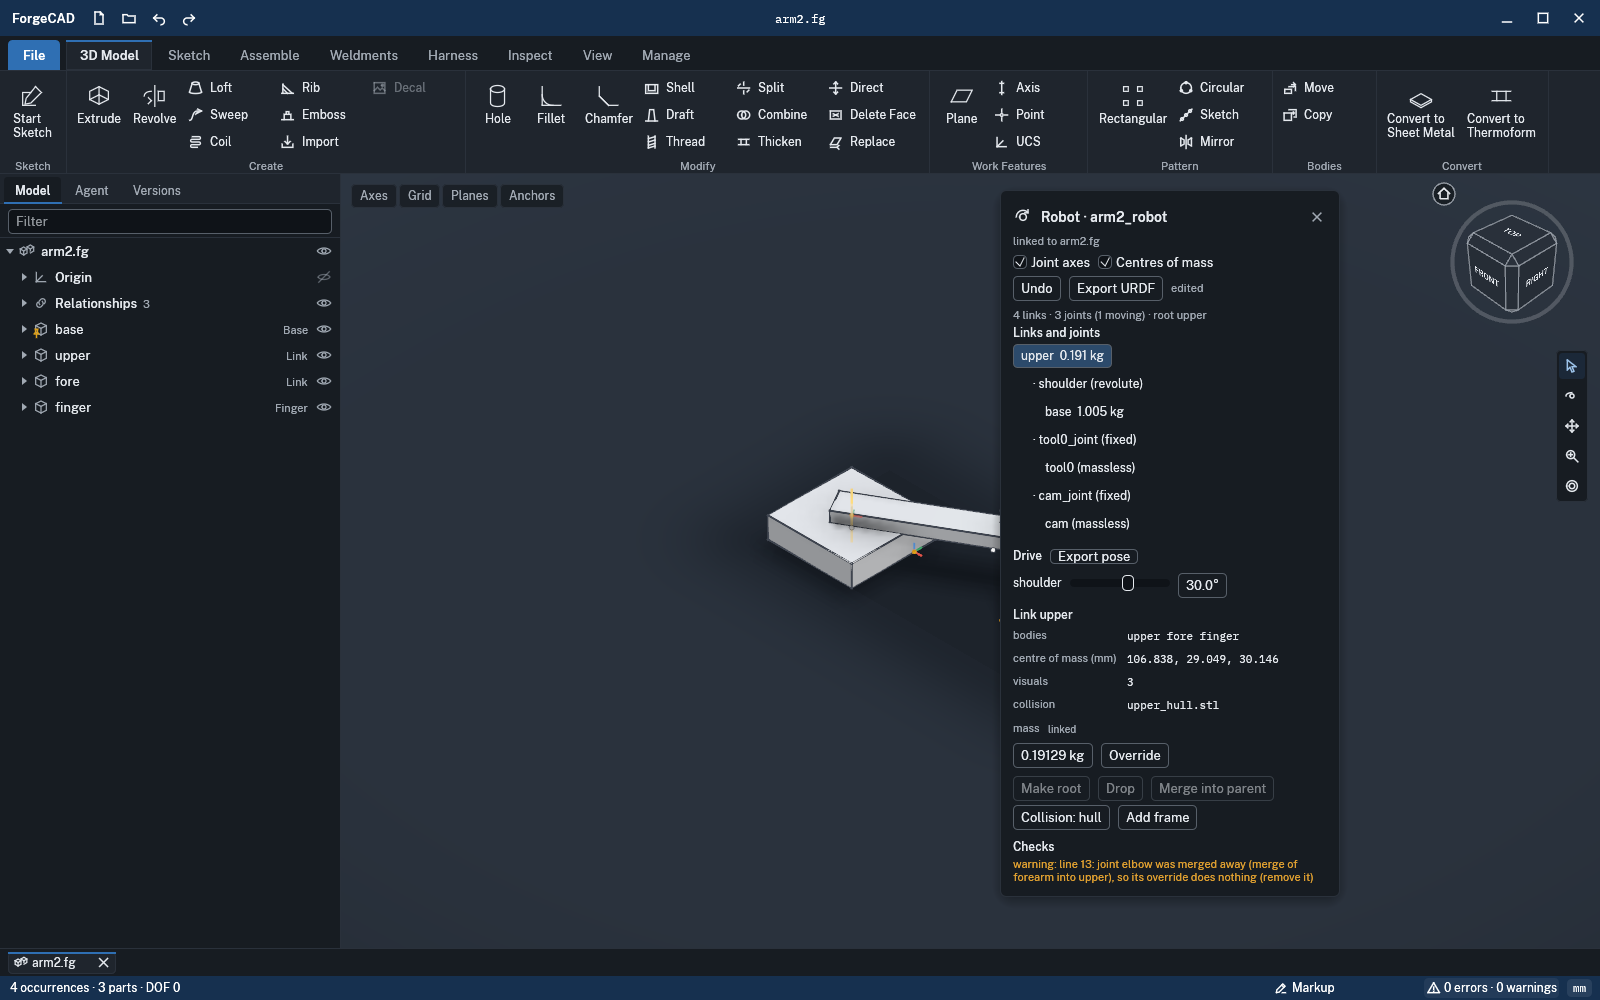 ForgeCAD
arm2.fg
File
3D Model
Sketch
Assemble
Weldments
Harness
Inspect
View
Manage
Start Sketch
Extrude
Revolve
Loft
Sweep
Coil
Rib
Emboss
Import
Decal
Hole
Fillet
Chamfer
Shell
Draft
Thread
Split
Combine
Thicken
Direct
Delete Face
Replace
Plane
Axis
Point
UCS
Rectangular
Circular
Sketch
Mirror
Move
Copy
Convert to Sheet Metal
Convert to Thermoform
Sketch
Create
Modify
Work Features
Pattern
Bodies
Convert
Model
Agent
Versions
Filter
arm2.fg
Origin
Relationships 3
base Base
upper Link
fore Link
finger Finger
Axes
Grid
Planes
Anchors
Robot · arm2_robot
linked to arm2.fg
Joint axes
Centres of mass
Undo
Export URDF
edited
4 links · 3 joints (1 moving) · root upper
Links and joints
upper 0.191 kg
· shoulder (revolute)
base 1.005 kg
· tool0_joint (fixed)
tool0 (massless)
· cam_joint (fixed)
cam (massless)
Drive
Export pose
shoulder
30.0°
Link upper
bodies upper fore finger
centre of mass (mm) 106.838, 29.049, 30.146
visuals 3
collision upper_hull.stl
mass linked
0.19129 kg
Override
Make root
Drop
Merge into parent
Collision: hull
Add frame
Checks
warning: line 13: joint elbow was merged away (merge of
forearm into upper), so its override does nothing (remove it)
TOP
FRONT
RIGHT
arm2.fg
4 occurrences · 3 parts · DOF 0
Markup
0 errors · 0 warnings
mm